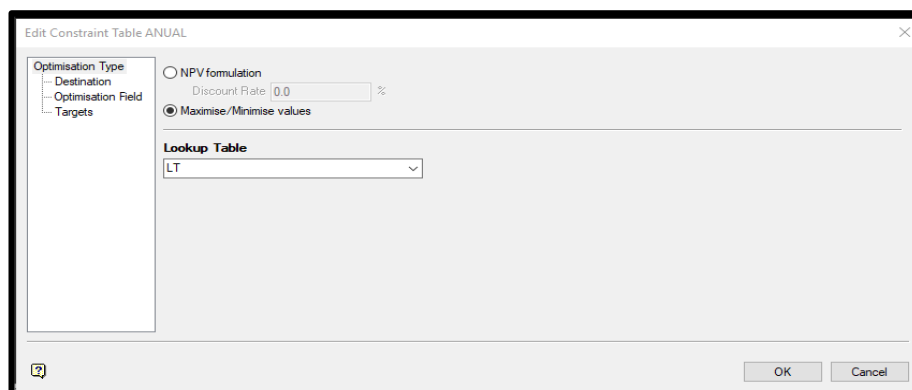 Edit Constraint Table ANUAL
Optimisation Type
Destination
Optimisation Field
Targets
NPV formulation
Discount Rate 0.0 %
Maximise/Minimise values
Lookup Table
LT
?
OK Cancel